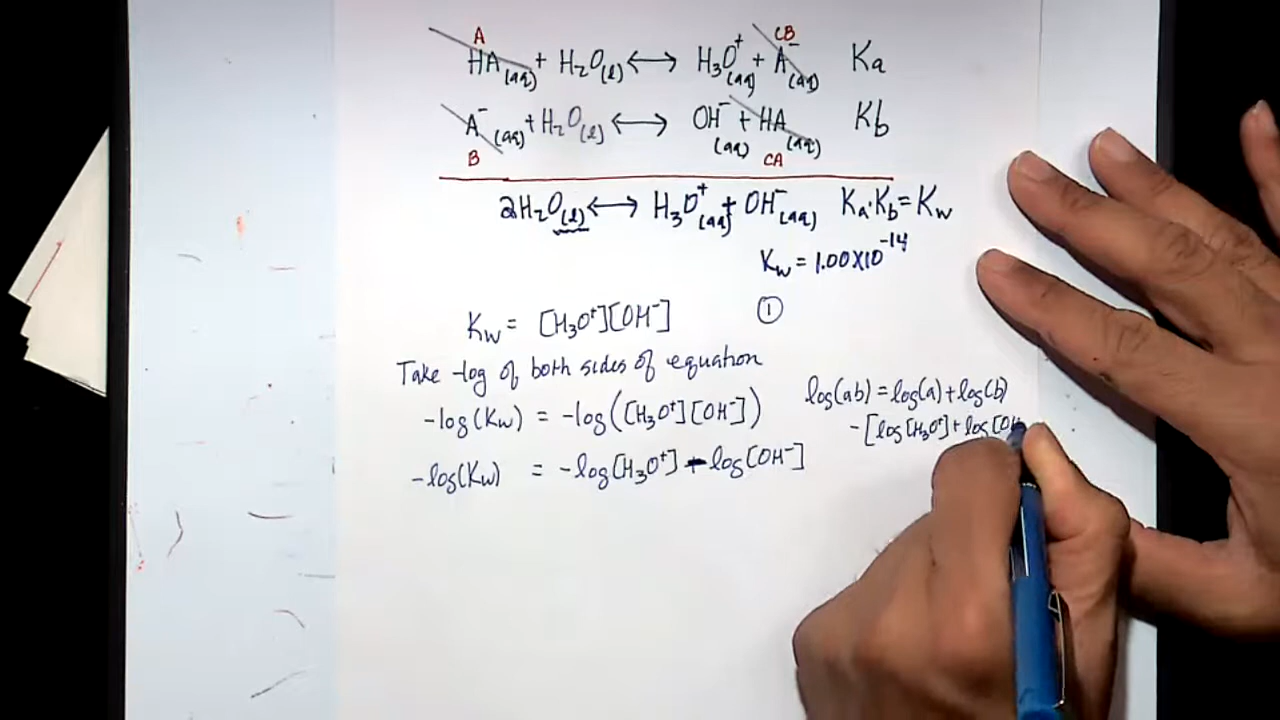 A CB
HA(aq) + H₂O(l) ⟷ H₃O⁺(aq) + A⁻(aq) Ka
A⁻(aq) + H₂O(l) ⟷ OH⁻(aq) + HA(aq) Kb
B CA
2H₂O(l) ⟷ H₃O⁺(aq) + OH⁻(aq) Ka·Kb = Kw
Kw = 1.00X10⁻¹⁴
Kw = [H₃O⁺][OH⁻] ①
Take -log of both sides of equation
log(ab) = log(a) + log(b)
-log(Kw) = -log([H₃O⁺][OH⁻])
-[log[H₃O⁺] + log[OH
-log(Kw) = -log[H₃O⁺] - log[OH⁻]